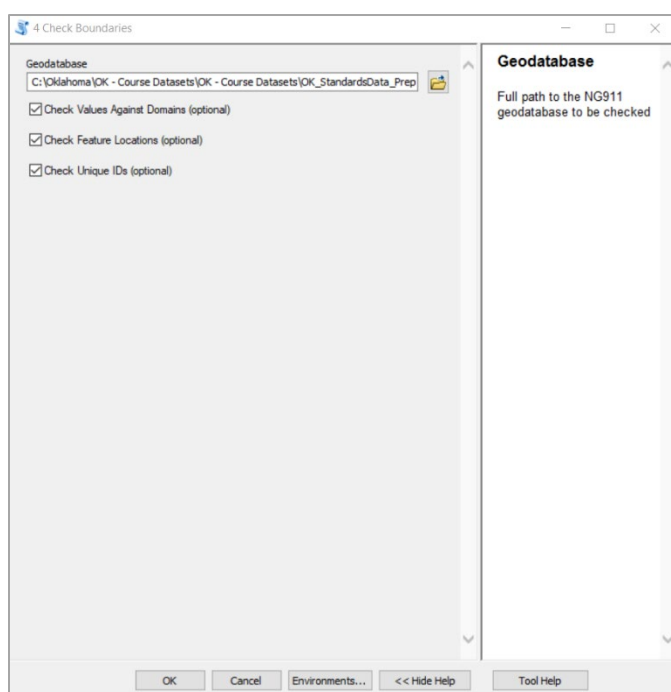 4 Check Boundaries
Geodatabase
C:\Oklahoma\OK - Course Datasets\OK - Course Datasets\OK_StandardsData_Prep
Check Values Against Domains (optional)
Check Feature Locations (optional)
Check Unique IDs (optional)
Geodatabase
Full path to the NG911
geodatabase to be checked
OK
Cancel
Environments...
<< Hide Help
Tool Help